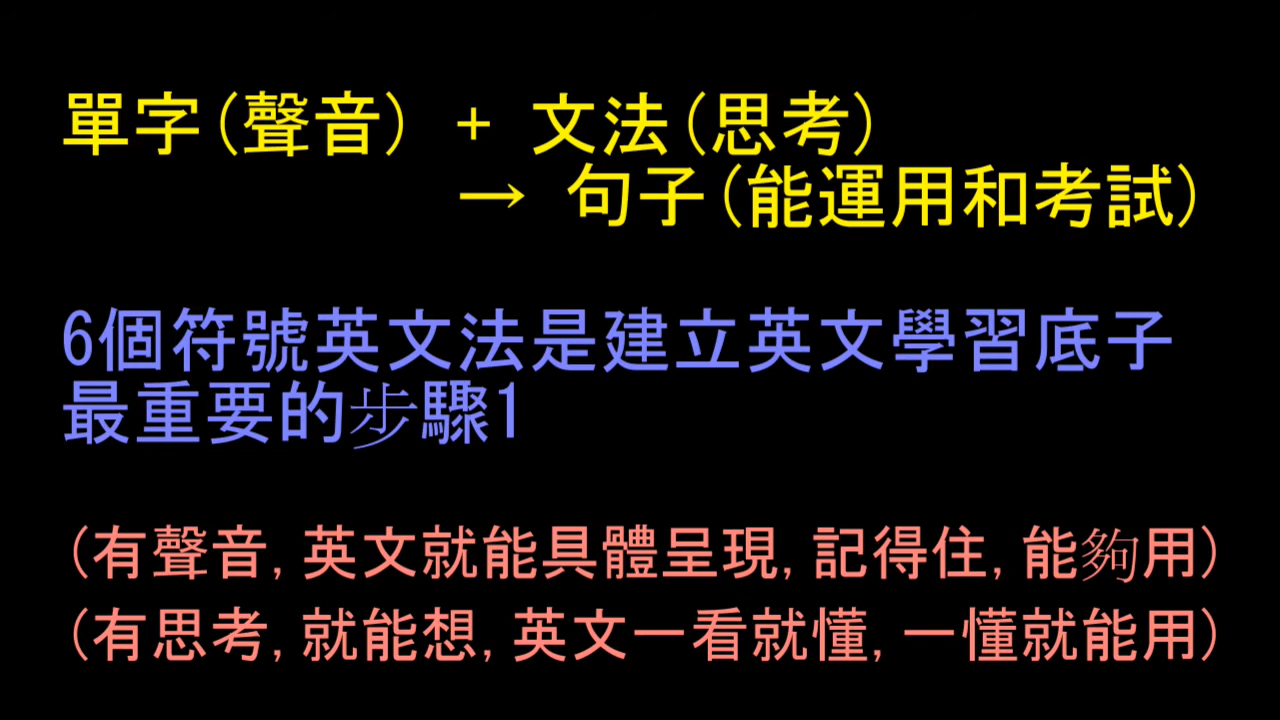 單字(聲音) + 文法(思考)
→ 句子(能運用和考試)
6個符號英文法是建立英文學習底子
最重要的步驟1
(有聲音,英文就能具體呈現,記得住,能夠用)
(有思考,就能想,英文一看就懂,一懂就能用)